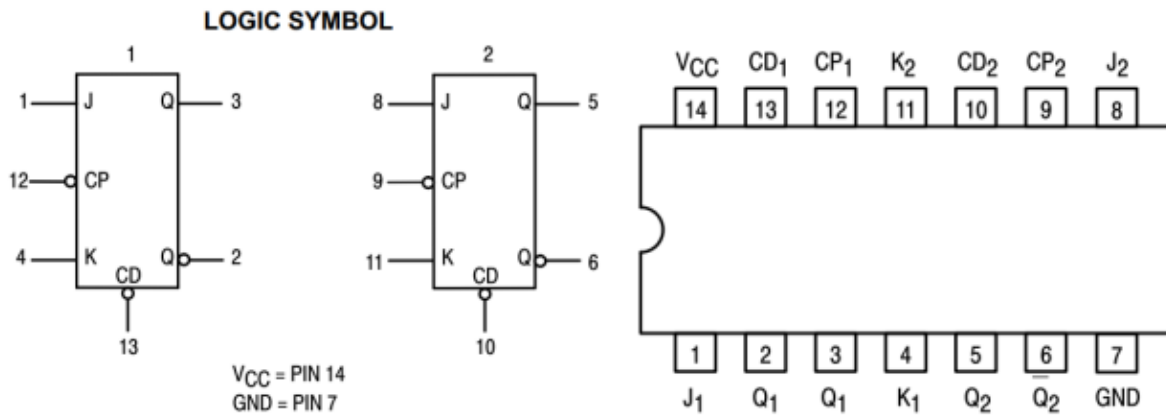 LOGIC SYMBOL
1
1 J Q 3
12 CP
4 K Q 2
CD
13
2
8 J Q 5
9 CP
11 K Q 6
CD
10
VCC = PIN 14
GND = PIN 7
VCC CD1 CP1 K2 CD2 CP2 J2
14 13 12 11 10 9 8
1 2 3 4 5 6 7
J1 Q1 Q1 K1 Q2 Q̅2 GND